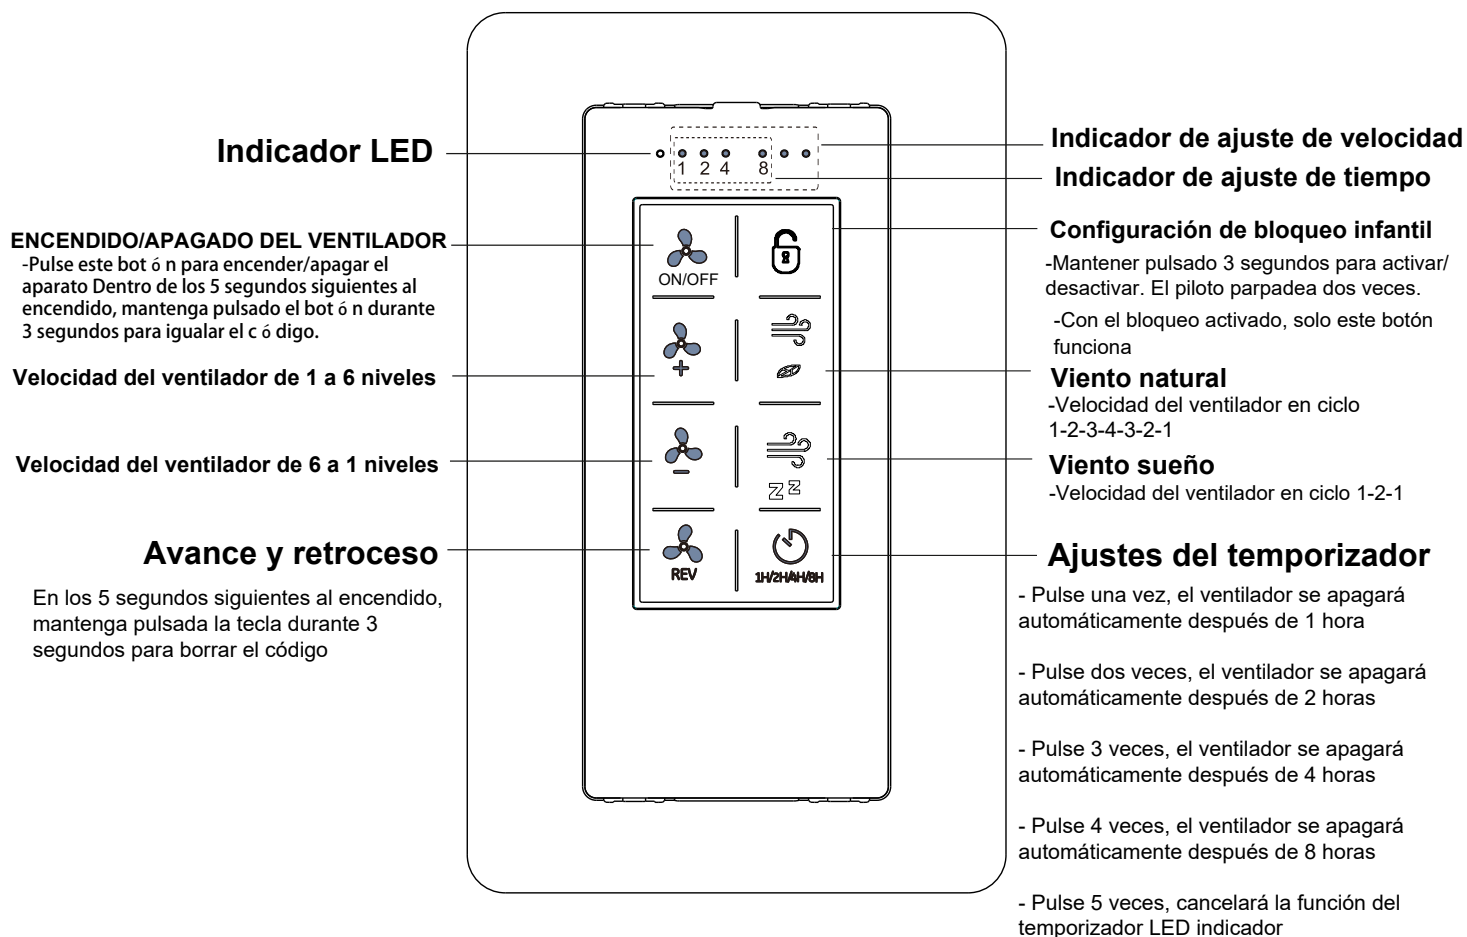 Indicador LED
ENCENDIDO/APAGADO DEL VENTILADOR
-Pulse este bot ó n para encender/apagar el
aparato Dentro de los 5 segundos siguientes al
encendido, mantenga pulsado el bot ó n durante
3 segundos para igualar el c ó digo.
Velocidad del ventilador de 1 a 6 niveles
Velocidad del ventilador de 6 a 1 niveles
Avance y retroceso
En los 5 segundos siguientes al encendido,
mantenga pulsada la tecla durante 3
segundos para borrar el código
1 2 4 8
ON/OFF
+
−
z z
REV
1H/2H/4H/8H
Indicador de ajuste de velocidad
Indicador de ajuste de tiempo
Configuración de bloqueo infantil
-Mantener pulsado 3 segundos para activar/
desactivar. El piloto parpadea dos veces.
-Con el bloqueo activado, solo este botón
funciona
Viento natural
-Velocidad del ventilador en ciclo
1-2-3-4-3-2-1
Viento sueño
-Velocidad del ventilador en ciclo 1-2-1
Ajustes del temporizador
- Pulse una vez, el ventilador se apagará
automáticamente después de 1 hora
- Pulse dos veces, el ventilador se apagará
automáticamente después de 2 horas
- Pulse 3 veces, el ventilador se apagará
automáticamente después de 4 horas
- Pulse 4 veces, el ventilador se apagará
automáticamente después de 8 horas
- Pulse 5 veces, cancelará la función del
temporizador LED indicador